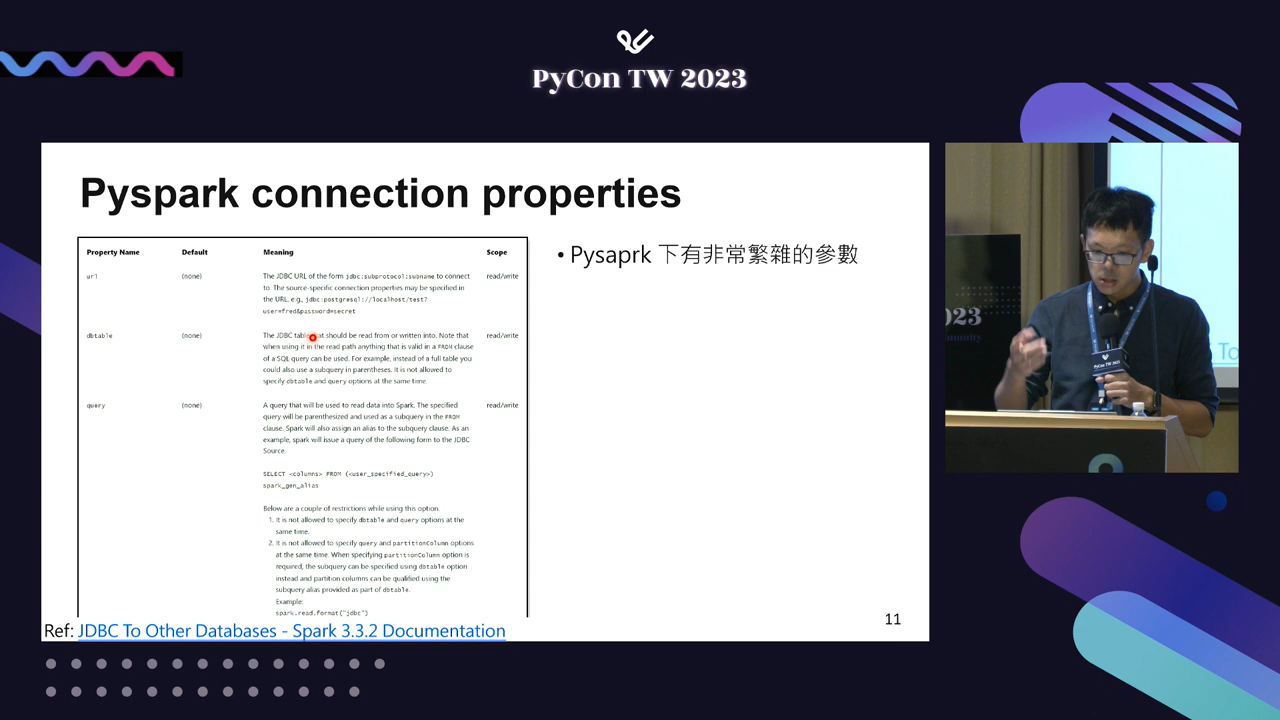 PyCon TW 2023
Pyspark connection properties
Property Name Default Meaning Scope
url (none) The JDBC URL of the form jdbc:subprotocol:subname to connect read/write
to. The source-specific connection properties may be specified in
the URL. e.g., jdbc:postgresql://localhost/test?
user=fred&password=secret
dbtable (none) The JDBC table that should be read from or written into. Note that read/write
when using it in the read path anything that is valid in a FROM clause
of a SQL query can be used. For example, instead of a full table you
could also use a subquery in parentheses. It is not allowed to
specify dbtable and query options at the same time.
query (none) A query that will be used to read data into Spark. The specified read/write
query will be parenthesized and used as a subquery in the FROM
clause. Spark will also assign an alias to the subquery clause. As an
example, spark will issue a query of the following form to the JDBC
Source.
SELECT <columns> FROM (<user_specified_query>)
spark_gen_alias
Below are a couple of restrictions while using this option.
1. It is not allowed to specify dbtable and query options at the
same time.
2. It is not allowed to specify query and partitionColumn options
at the same time. When specifying partitionColumn option is
required, the subquery can be specified using dbtable option
instead and partition columns can be qualified using the
subquery alias provided as part of dbtable.
Example:
spark.read.format("jdbc")
• Pysaprk 下有非常繁雜的參數
Ref: JDBC To Other Databases - Spark 3.3.2 Documentation
11
23
To
PyCon TW 2023